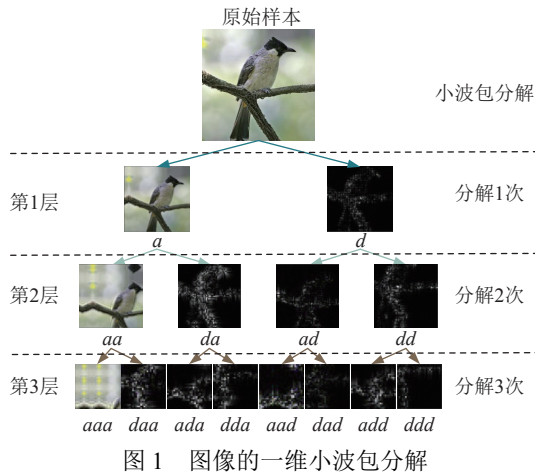 原始样本
小波包分解
第1层
分解1次
a d
第2层
分解2次
aa da ad dd
第3层
分解3次
aaa daa ada dda aad dad add ddd
图 1 图像的一维小波包分解